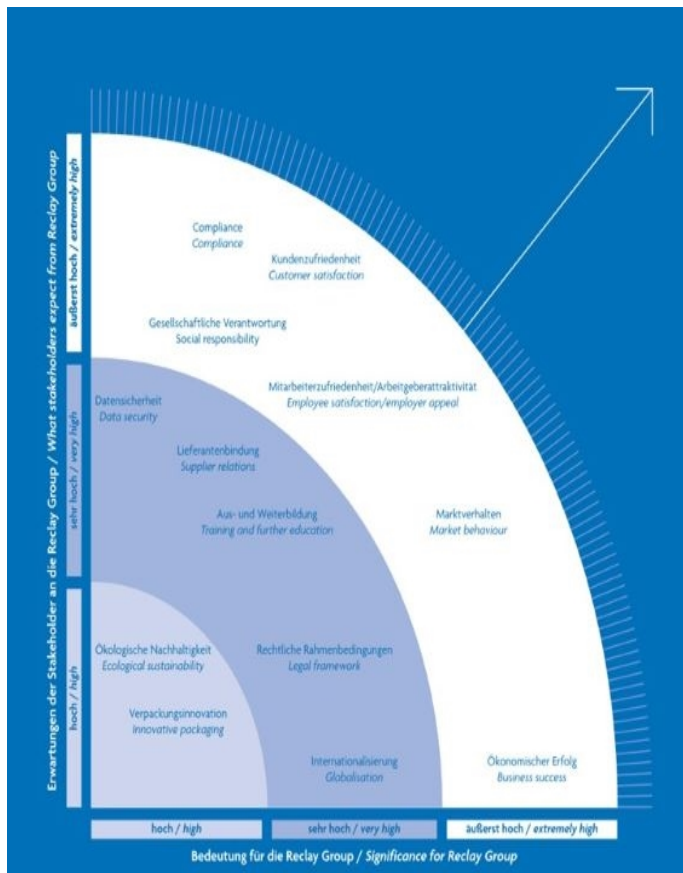 Erwartungen der Stakeholder an die Reclay Group / What stakeholders expect from Reclay Group
äußerst hoch / extremely high
sehr hoch / very high
hoch / high
Compliance
Compliance
Kundenzufriedenheit
Customer satisfaction
Gesellschaftliche Verantwortung
Social responsibility
Mitarbeiterzufriedenheit/Arbeitgeberattraktivität
Employee satisfaction/employer appeal
Datensicherheit
Data security
Lieferantenbindung
Supplier relations
Aus- und Weiterbildung
Training and further education
Marktverhalten
Market behaviour
Ökologische Nachhaltigkeit
Ecological sustainability
Rechtliche Rahmenbedingungen
Legal framework
Verpackungsinnovation
Innovative packaging
Internationalisierung
Globalisation
Ökonomischer Erfolg
Business success
hoch / high
sehr hoch / very high
äußerst hoch / extremely high
Bedeutung für die Reclay Group / Significance for Reclay Group